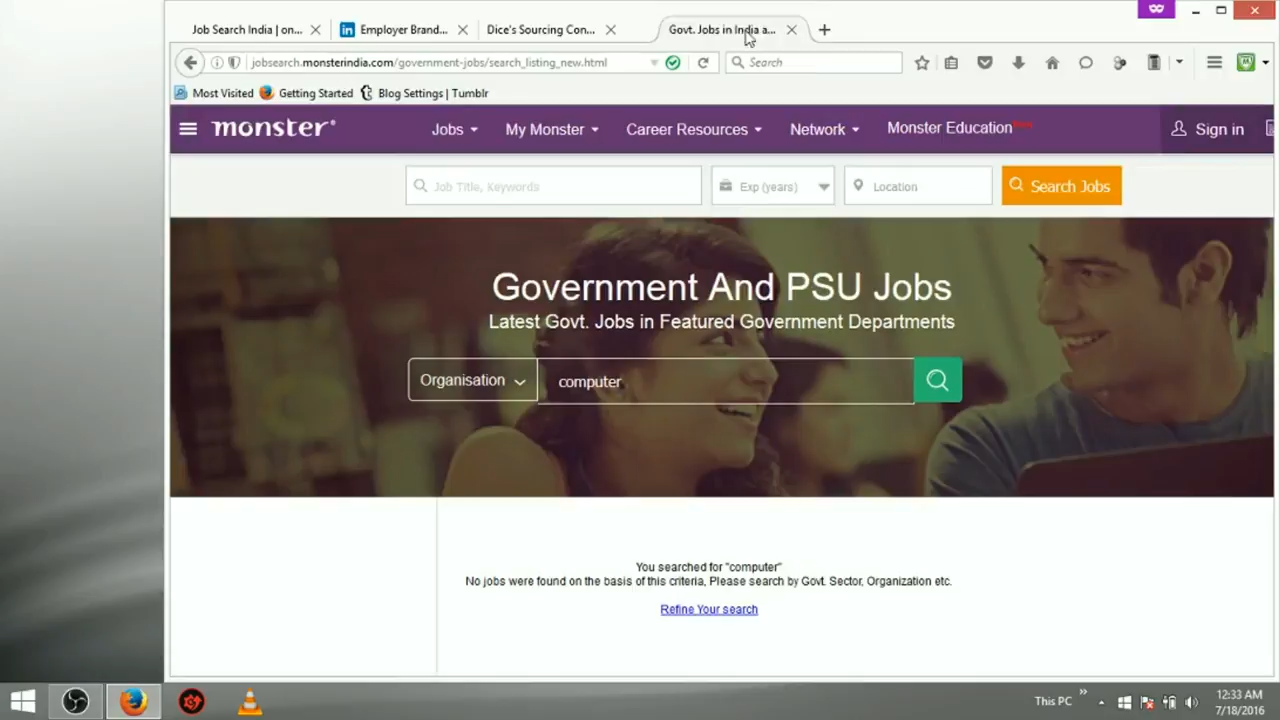 Job Search India | on...
Employer Brand...
Dice's Sourcing Con...
Govt. Jobs in India a...
jobsearch.monsterindia.com/government-jobs/search_listing_new.html
Search
Most Visited
Getting Started
Blog Settings | Tumblr
monster
Jobs
My Monster
Career Resources
Network
Monster Education
Sign in
Job Title, Keywords
Exp (years)
Location
Search Jobs
Government And PSU Jobs
Latest Govt. Jobs in Featured Government Departments
Organisation
computer
You searched for "computer"
No jobs were found on the basis of this criteria, Please search by Govt. Sector, Organization etc.
Refine Your search
This PC
12:33 AM
7/18/2016